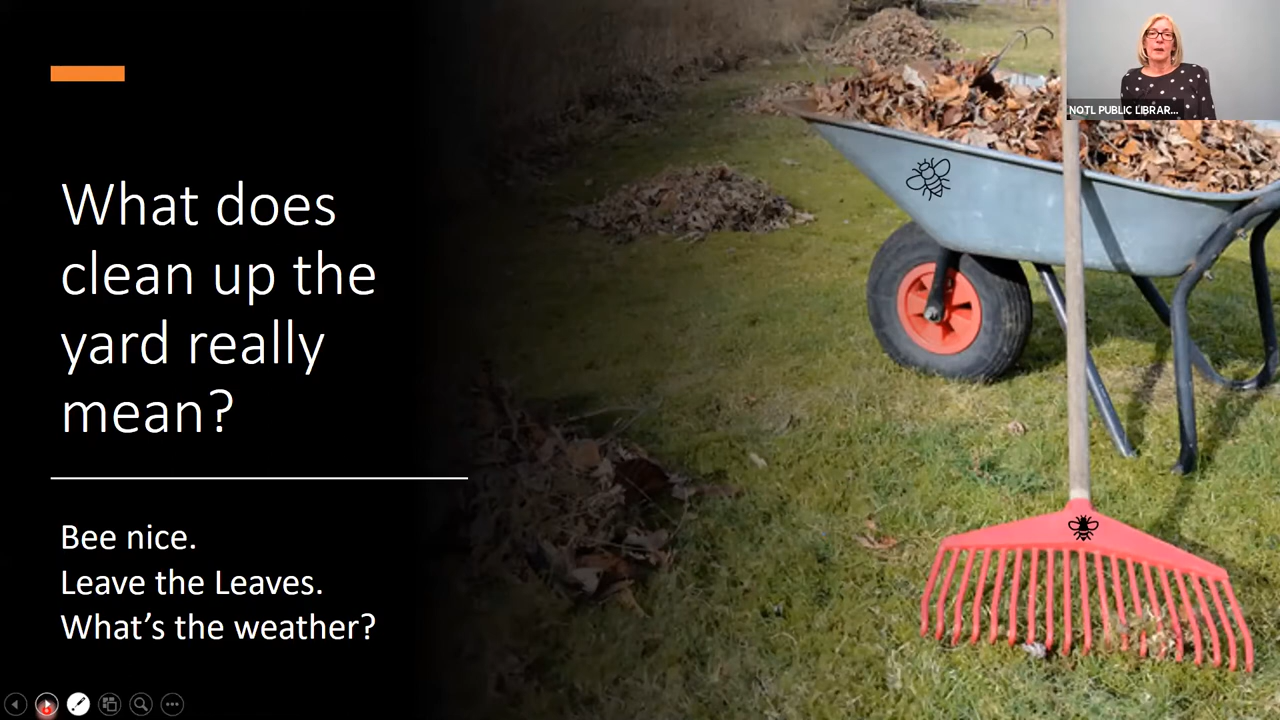 What does
clean up the
yard really
mean?
Bee nice.
Leave the Leaves.
What's the weather?
NOTL PUBLIC LIBRAR...